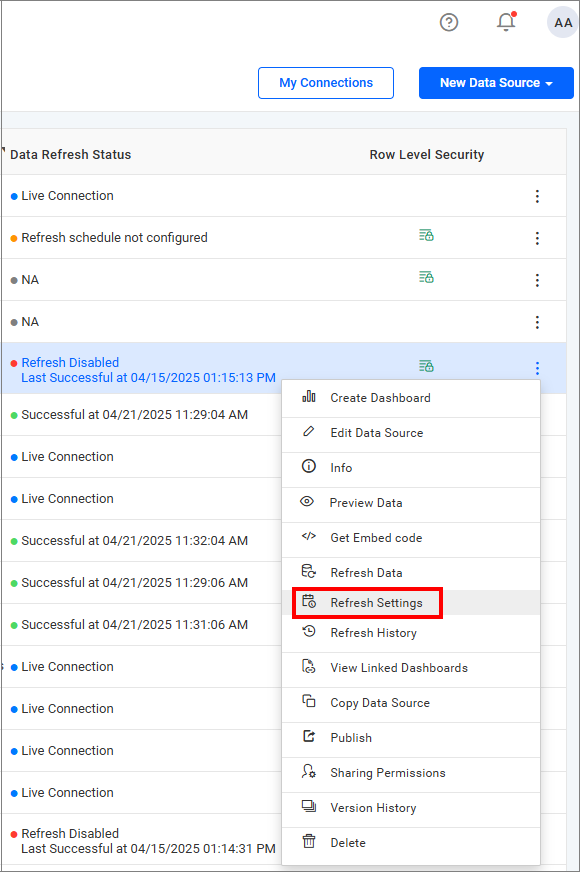 AA
My Connections
New Data Source
Data Refresh Status Row Level Security
Live Connection
Refresh schedule not configured
NA
NA
Refresh Disabled
Last Successful at 04/15/2025 01:15:13 PM
Successful at 04/21/2025 11:29:04 AM
Live Connection
Live Connection
Successful at 04/21/2025 11:32:04 AM
Successful at 04/21/2025 11:29:06 AM
Successful at 04/21/2025 11:31:06 AM
Live Connection
Live Connection
Live Connection
Live Connection
Refresh Disabled
Last Successful at 04/15/2025 01:14:31 PM
Create Dashboard
Edit Data Source
Info
Preview Data
Get Embed code
Refresh Data
Refresh Settings
Refresh History
View Linked Dashboards
Copy Data Source
Publish
Sharing Permissions
Version History
Delete